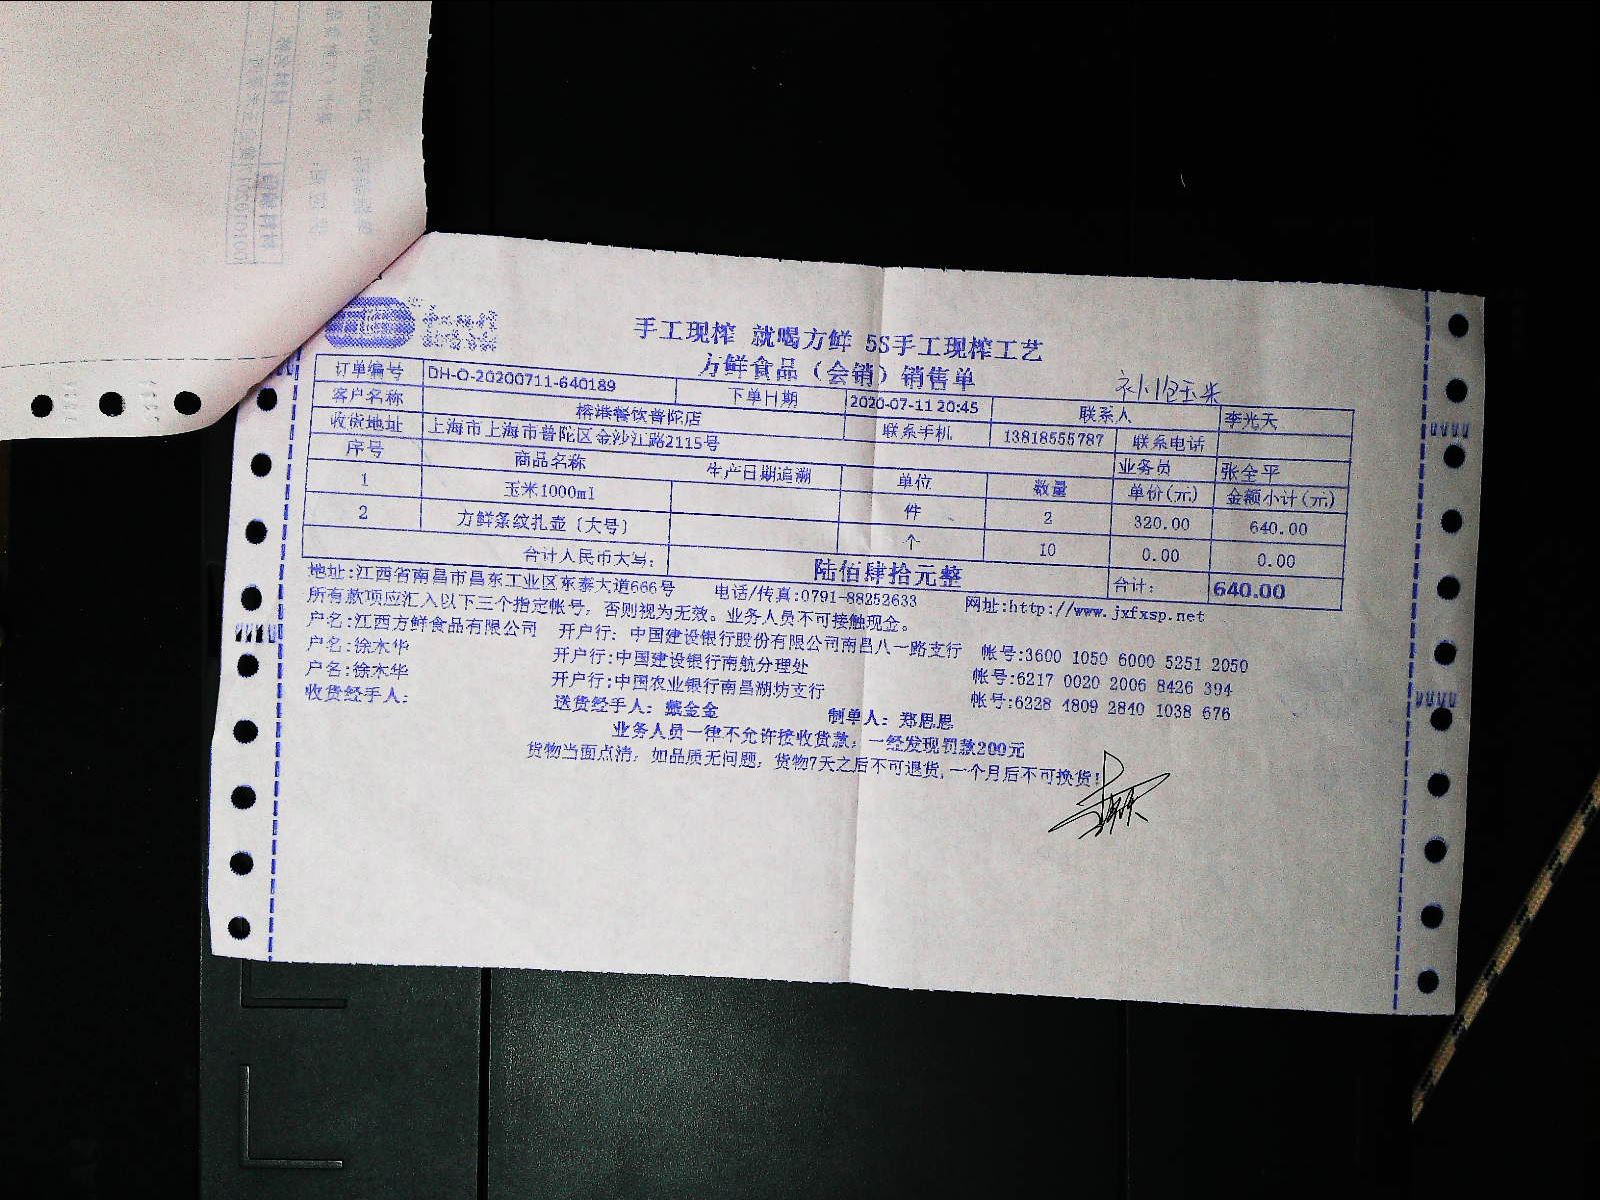 手工现榨 就喝方鲜 5S手工现榨工艺
方鲜食品（会销）销售单
补1包玉米
订单编号 DH-O-20200711-640189 下单日期 2020-07-11 20:45 联系人 李光天
客户名称 榕港餐饮普陀店 联系手机 13818555787 联系电话
收货地址 上海市上海市普陀区金沙江路2115号 业务员 张全平
序号 商品名称 生产日期追溯 单位 数量 单价(元) 金额小计(元)
1 玉米1000ml 件 2 320.00 640.00
2 方鲜条纹扎壶（大号） 个 10 0.00 0.00
合计人民币大写： 陆佰肆拾元整 合计： 640.00
地址:江西省南昌市昌东工业区东泰大道666号 电话/传真:0791-88252633 网址:http://www.jxfxsp.net
所有款项应汇入以下三个指定帐号，否则视为无效。业务人员不可接触现金。
户名:江西方鲜食品有限公司 开户行: 中国建设银行股份有限公司南昌八一路支行 帐号:3600 1050 6000 5251 2050
户名:徐木华 开户行:中国建设银行南航分理处 帐号:6217 0020 2006 8426 394
户名:徐木华 开户行:中国农业银行南昌湖坊支行 帐号:6228 4809 2840 1038 676
收货经手人: 送货经手人: 戴金金 制单人: 郑思思
业务人员一律不允许接收货款，一经发现罚款200元
货物当面点清，如品质无问题，货物7天之后不可退货,一个月后不可换货!